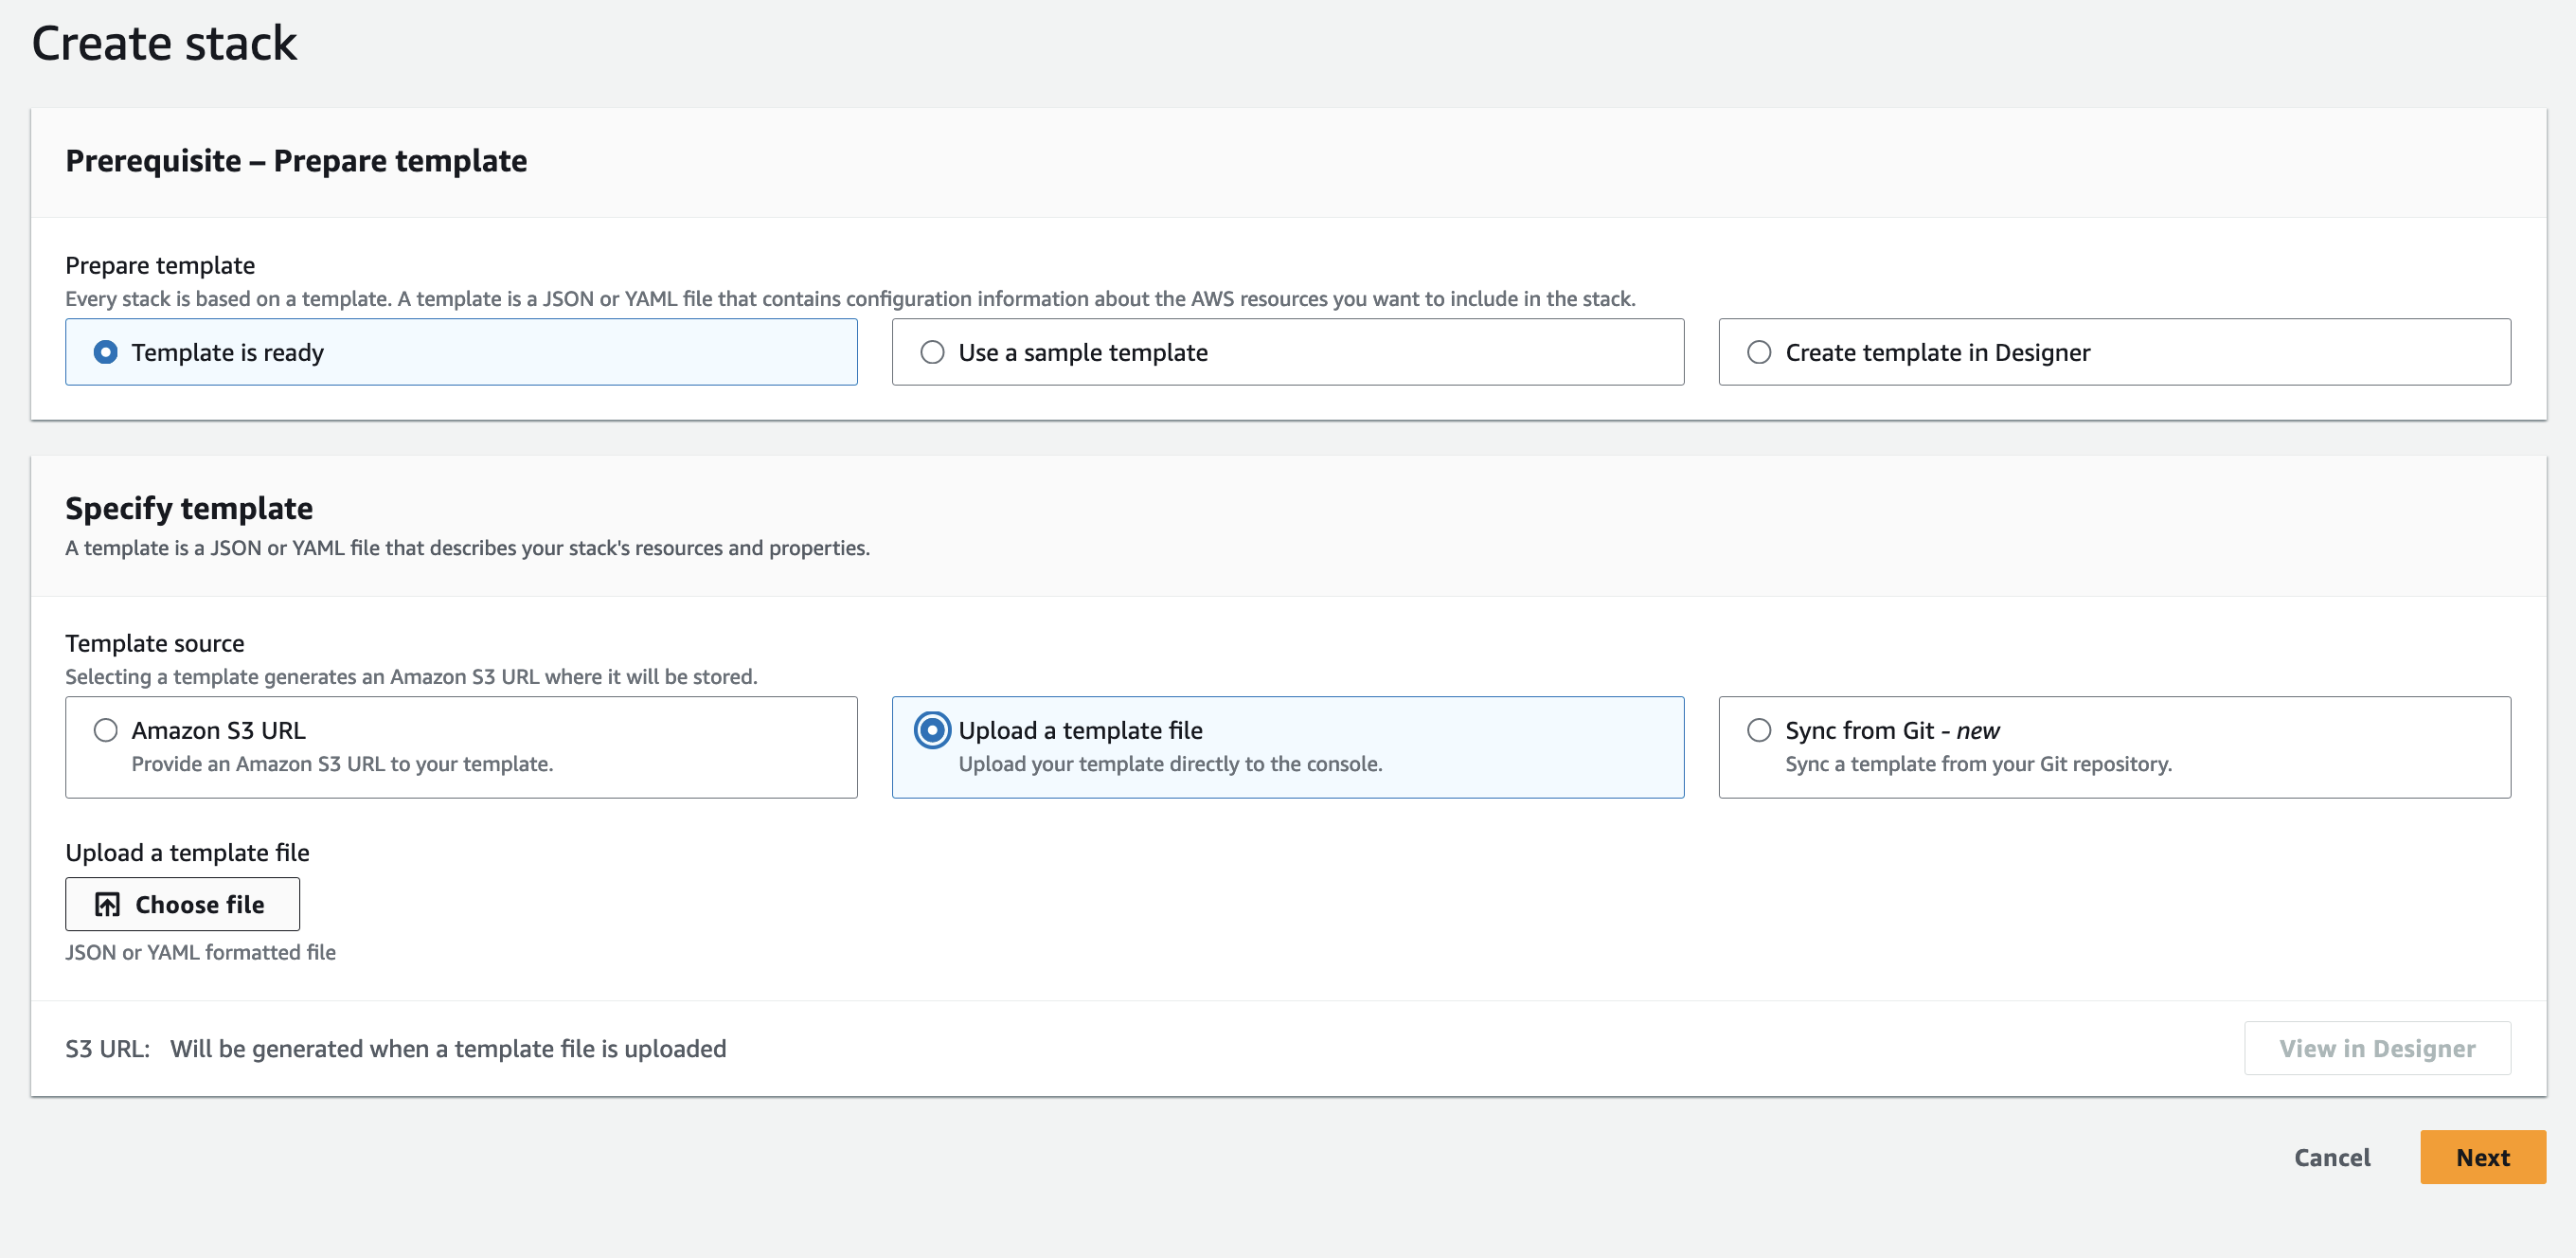 Create stack
Prerequisite – Prepare template
Prepare template
Every stack is based on a template. A template is a JSON or YAML file that contains configuration information about the AWS resources you want to include in the stack.
Template is ready
Use a sample template
Create template in Designer
Specify template
A template is a JSON or YAML file that describes your stack's resources and properties.
Template source
Selecting a template generates an Amazon S3 URL where it will be stored.
Amazon S3 URL
Provide an Amazon S3 URL to your template.
Upload a template file
Upload your template directly to the console.
Sync from Git - new
Sync a template from your Git repository.
Upload a template file
Choose file
JSON or YAML formatted file
S3 URL: Will be generated when a template file is uploaded
View in Designer
Cancel
Next